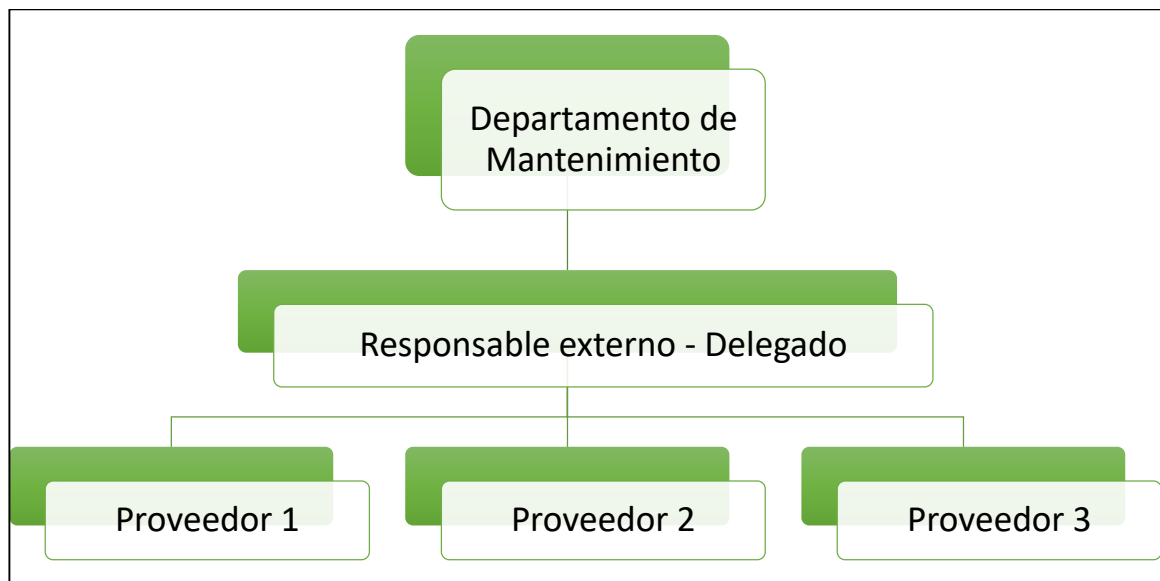 Departamento de
Mantenimiento
Responsable externo - Delegado
Proveedor 1
Proveedor 2
Proveedor 3